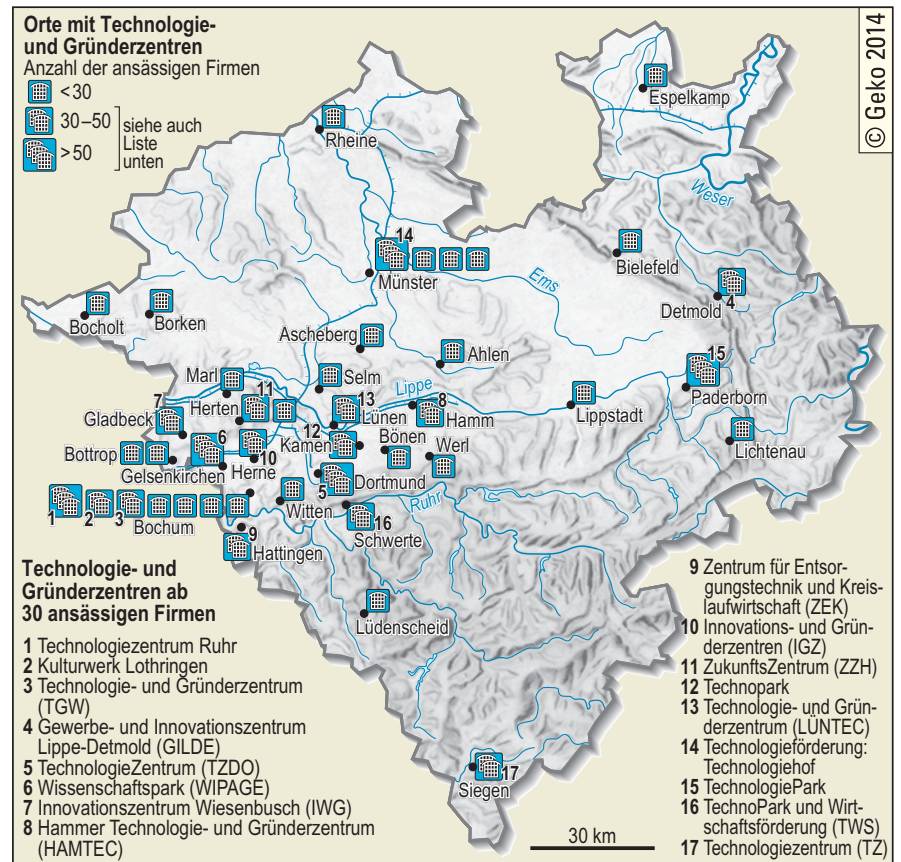 Orte mit Technologie-
und Gründerzentren
Anzahl der ansässigen Firmen
<30
30–50
>50
siehe auch
Liste
unten
© Geko 2014
Espelkamp
Rheine
Weser
14
Münster
Bielefeld
Ems
Detmold
4
Bocholt
Borken
Ascheberg
Ahlen
15
Paderborn
Marl
Selm
Lippe
7
Herten
11
13
8
Gladbeck
Lünen
Hamm
Lippstadt
12
6
Kamen
Bönen
Werl
Lichtenau
Bottrop
10
Gelsenkirchen
Herne
5
Dortmund
Ruhr
1
2
3
Bochum
Witten
16
Schwerte
9
Hattingen
Lüdenscheid
17
Siegen
30 km
Technologie- und
Gründerzentren ab
30 ansässigen Firmen
1 Technologiezentrum Ruhr
2 Kulturwerk Lothringen
3 Technologie- und Gründerzentrum
(TGW)
4 Gewerbe- und Innovationszentrum
Lippe-Detmold (GILDE)
5 TechnologieZentrum (TZDO)
6 Wissenschaftspark (WIPAGE)
7 Innovationszentrum Wiesenbusch (IWG)
8 Hammer Technologie- und Gründerzentrum
(HAMTEC)
9 Zentrum für Entsor-
gungstechnik und Kreis-
laufwirtschaft (ZEK)
10 Innovations- und Grün-
derzentren (IGZ)
11 ZukunftsZentrum (ZZH)
12 Technopark
13 Technologie- und Grün-
derzentrum (LÜNTEC)
14 Technologieförderung:
Technologiehof
15 TechnologiePark
16 TechnoPark und Wirt-
schaftsförderung (TWS)
17 Technologiezentrum (TZ)